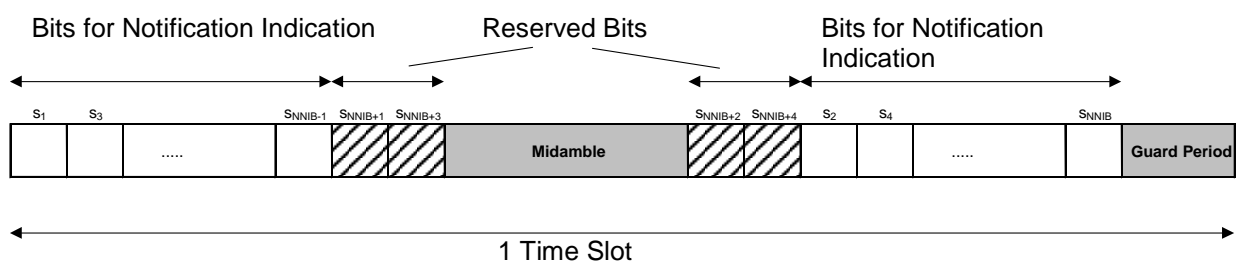 Bits for Notification Indication
Reserved Bits
Bits for Notification
Indication
s1 s3 sNNIB-1 sNNIB+1 sNNIB+3 sNNIB+2 sNNIB+4 s2 s4 sNNIB
..... Midamble ..... Guard Period
1 Time Slot